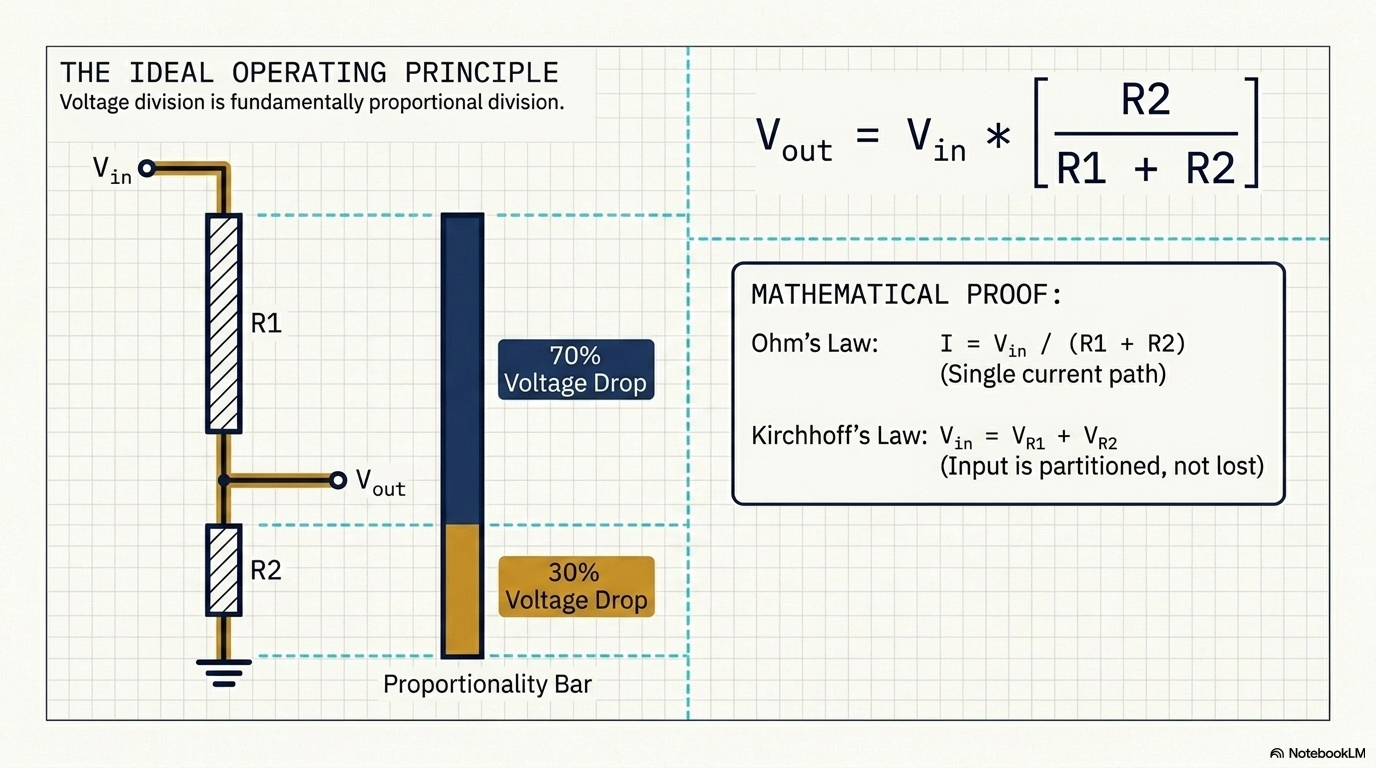 THE IDEAL OPERATING PRINCIPLE
Voltage division is fundamentally proportional division.
Vin
R1
70%
Voltage Drop
Vout
R2
30%
Voltage Drop
Proportionality Bar
Vout = Vin * [R2 / (R1 + R2)]
MATHEMATICAL PROOF:
Ohm's Law: I = Vin / (R1 + R2)
(Single current path)
Kirchhoff's Law: Vin = VR1 + VR2
(Input is partitioned, not lost)
NotebookLM